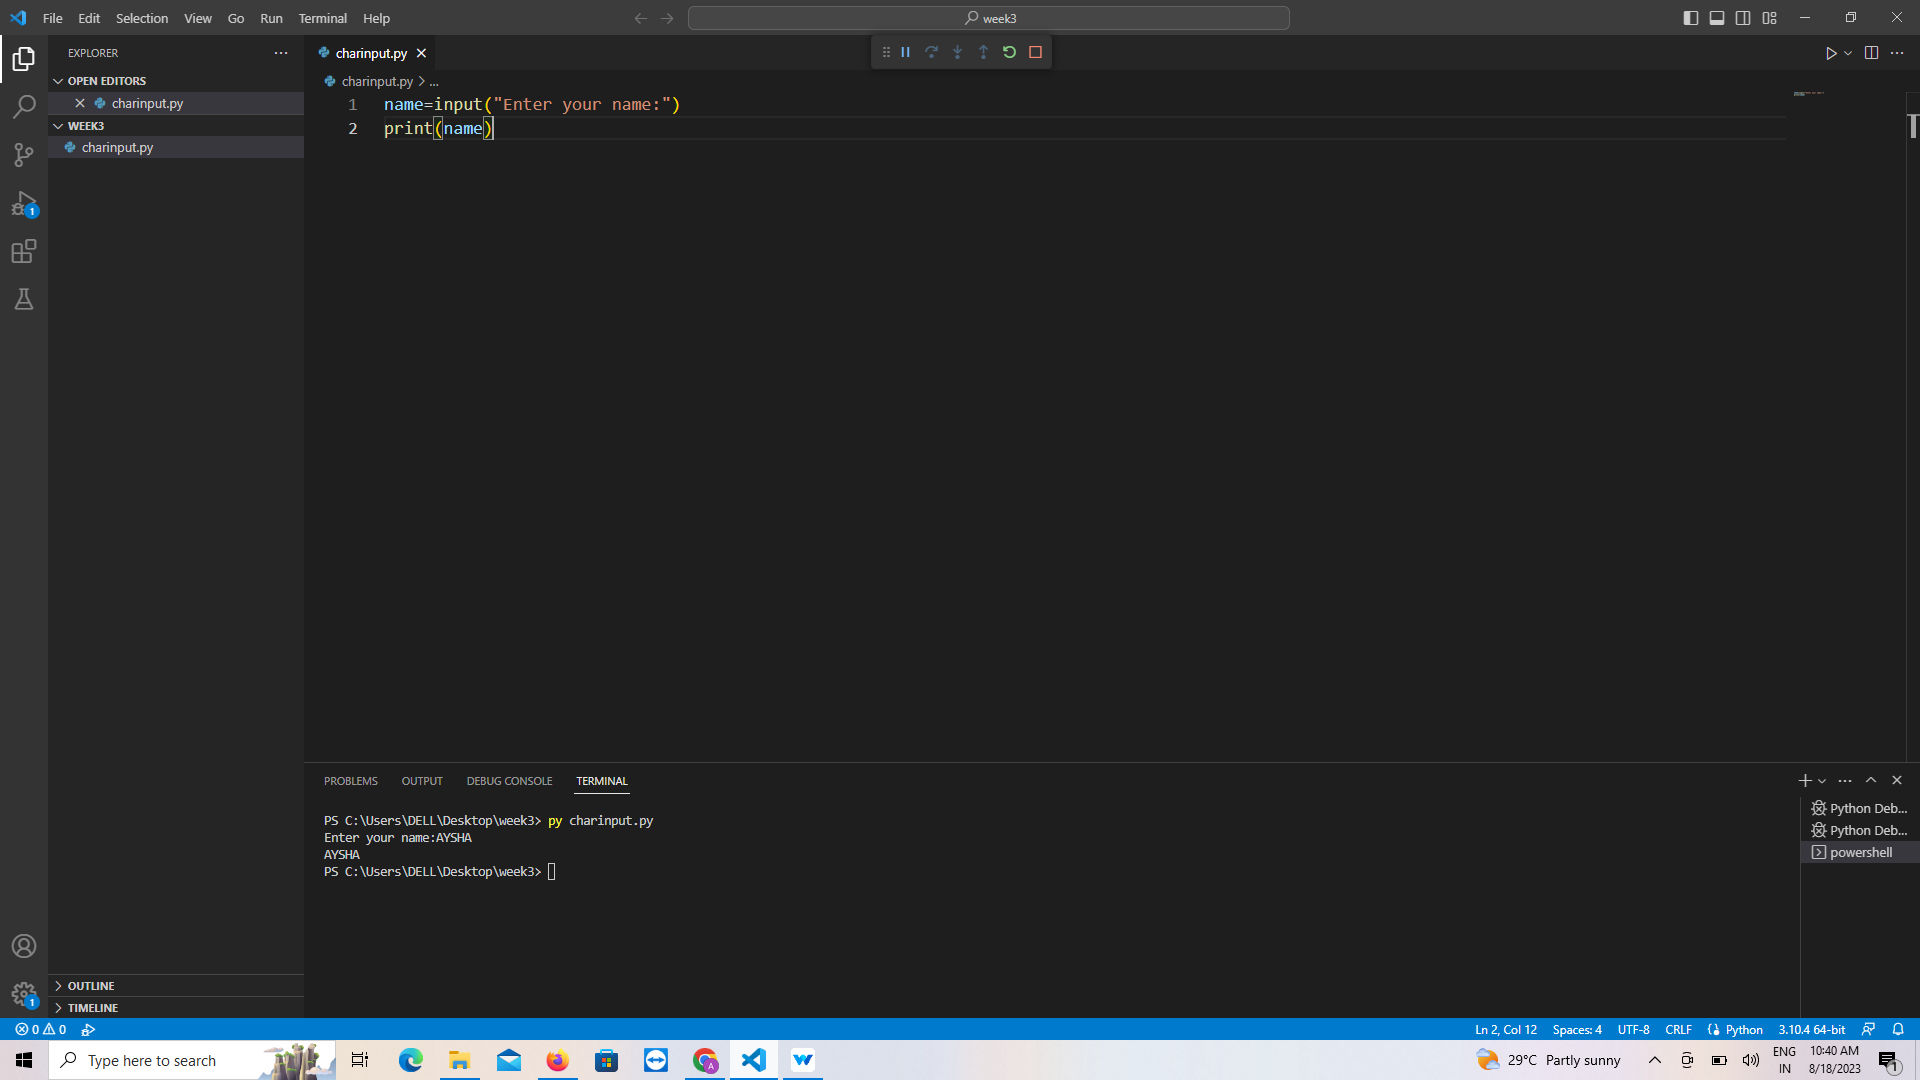 File Edit Selection View Go Run Terminal Help
week3
EXPLORER
OPEN EDITORS
charinput.py
WEEK3
charinput.py
1
charinput.py
charinput.py > ...
1 name=input("Enter your name:")
2 print(name)
PROBLEMS OUTPUT DEBUG CONSOLE TERMINAL
PS C:\Users\DELL\Desktop\week3> py charinput.py
Enter your name:AYSHA
AYSHA
PS C:\Users\DELL\Desktop\week3>
Python Deb...
Python Deb...
powershell
OUTLINE
1
TIMELINE
0 0
Ln 2, Col 12 Spaces: 4 UTF-8 CRLF Python 3.10.4 64-bit
Type here to search
A
29°C Partly sunny
ENG
IN
10:40 AM
8/18/2023
1